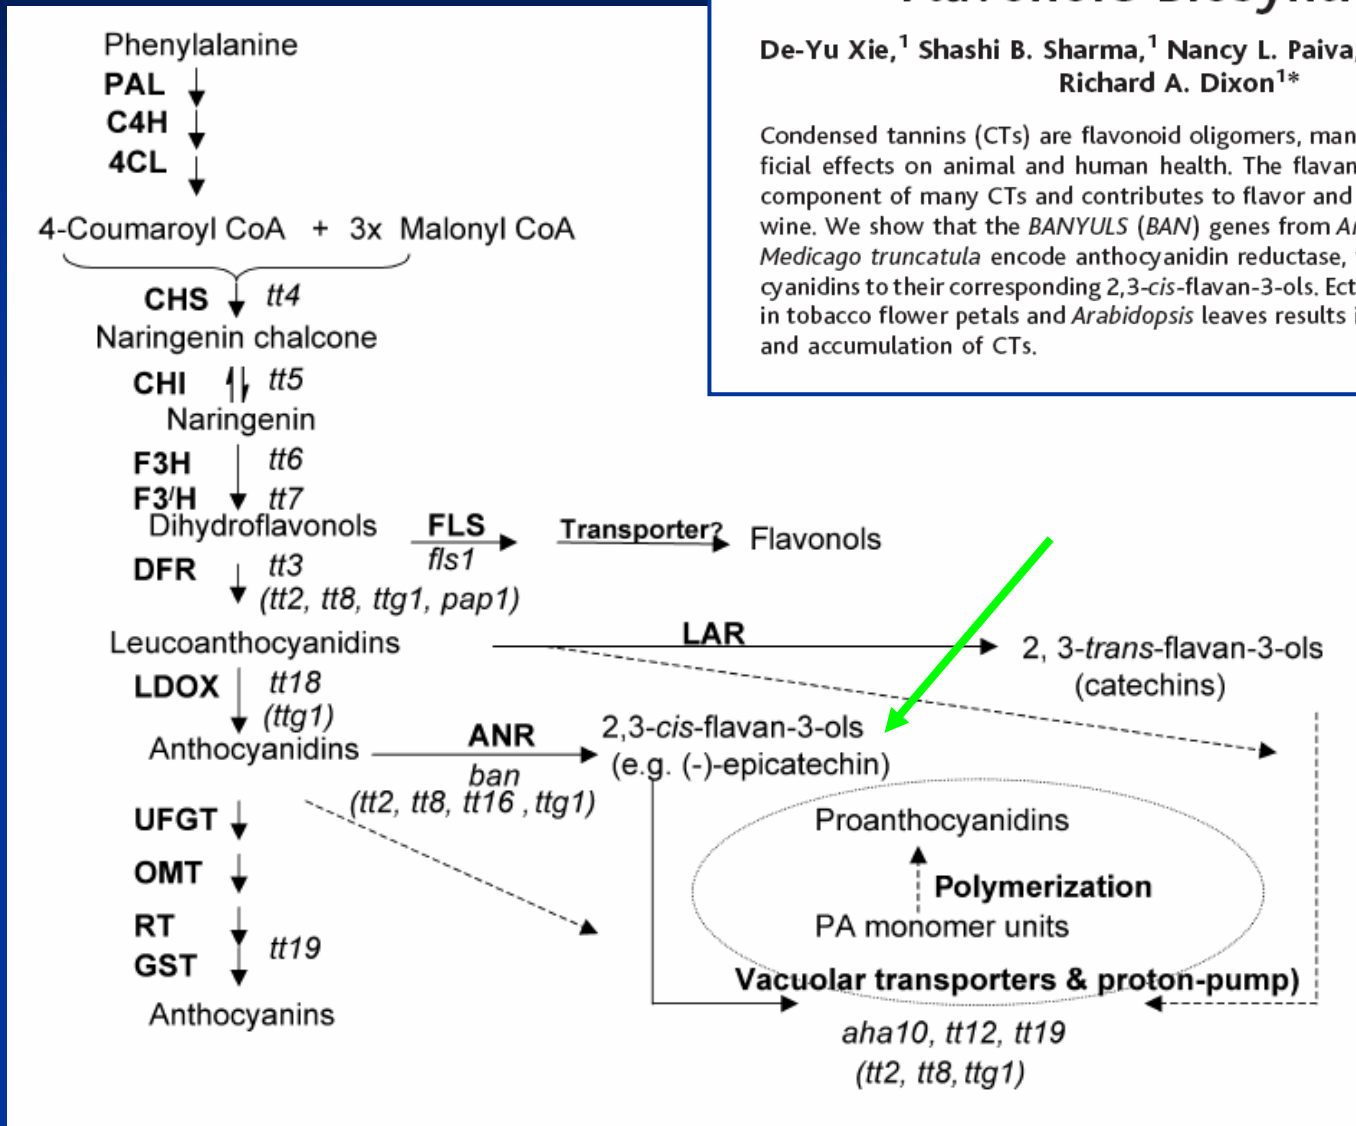 Phenylalanine
PAL
C4H
4CL
4-Coumaroyl CoA + 3x Malonyl CoA
CHS tt4
Naringenin chalcone
CHI tt5
Naringenin
F3H tt6
F3'H tt7
Dihydroflavonols FLS Transporter? Flavonols
fls1
DFR tt3
(tt2, tt8, ttg1, pap1)
Leucoanthocyanidins LAR 2, 3-trans-flavan-3-ols
(catechins)
LDOX tt18
(ttg1)
Anthocyanidins ANR 2,3-cis-flavan-3-ols
(e.g. (-)-epicatechin)
ban
(tt2, tt8, tt16 , ttg1)
UFGT
OMT
RT
GST tt19
Anthocyanins
Proanthocyanidins
Polymerization
PA monomer units
Vacuolar transporters & proton-pump)
aha10, tt12, tt19
(tt2, tt8, ttg1)
De-Yu Xie,1 Shashi B. Sharma,1 Nancy L. Paiva,
Richard A. Dixon1*
Condensed tannins (CTs) are flavonoid oligomers, man
ficial effects on animal and human health. The flavan
component of many CTs and contributes to flavor and
wine. We show that the BANYULS (BAN) genes from
Medicago truncatula encode anthocyanidin reductase,
cyanidins to their corresponding 2,3-cis-flavan-3-ols. Ect
in tobacco flower petals and Arabidopsis leaves results
and accumulation of CTs.